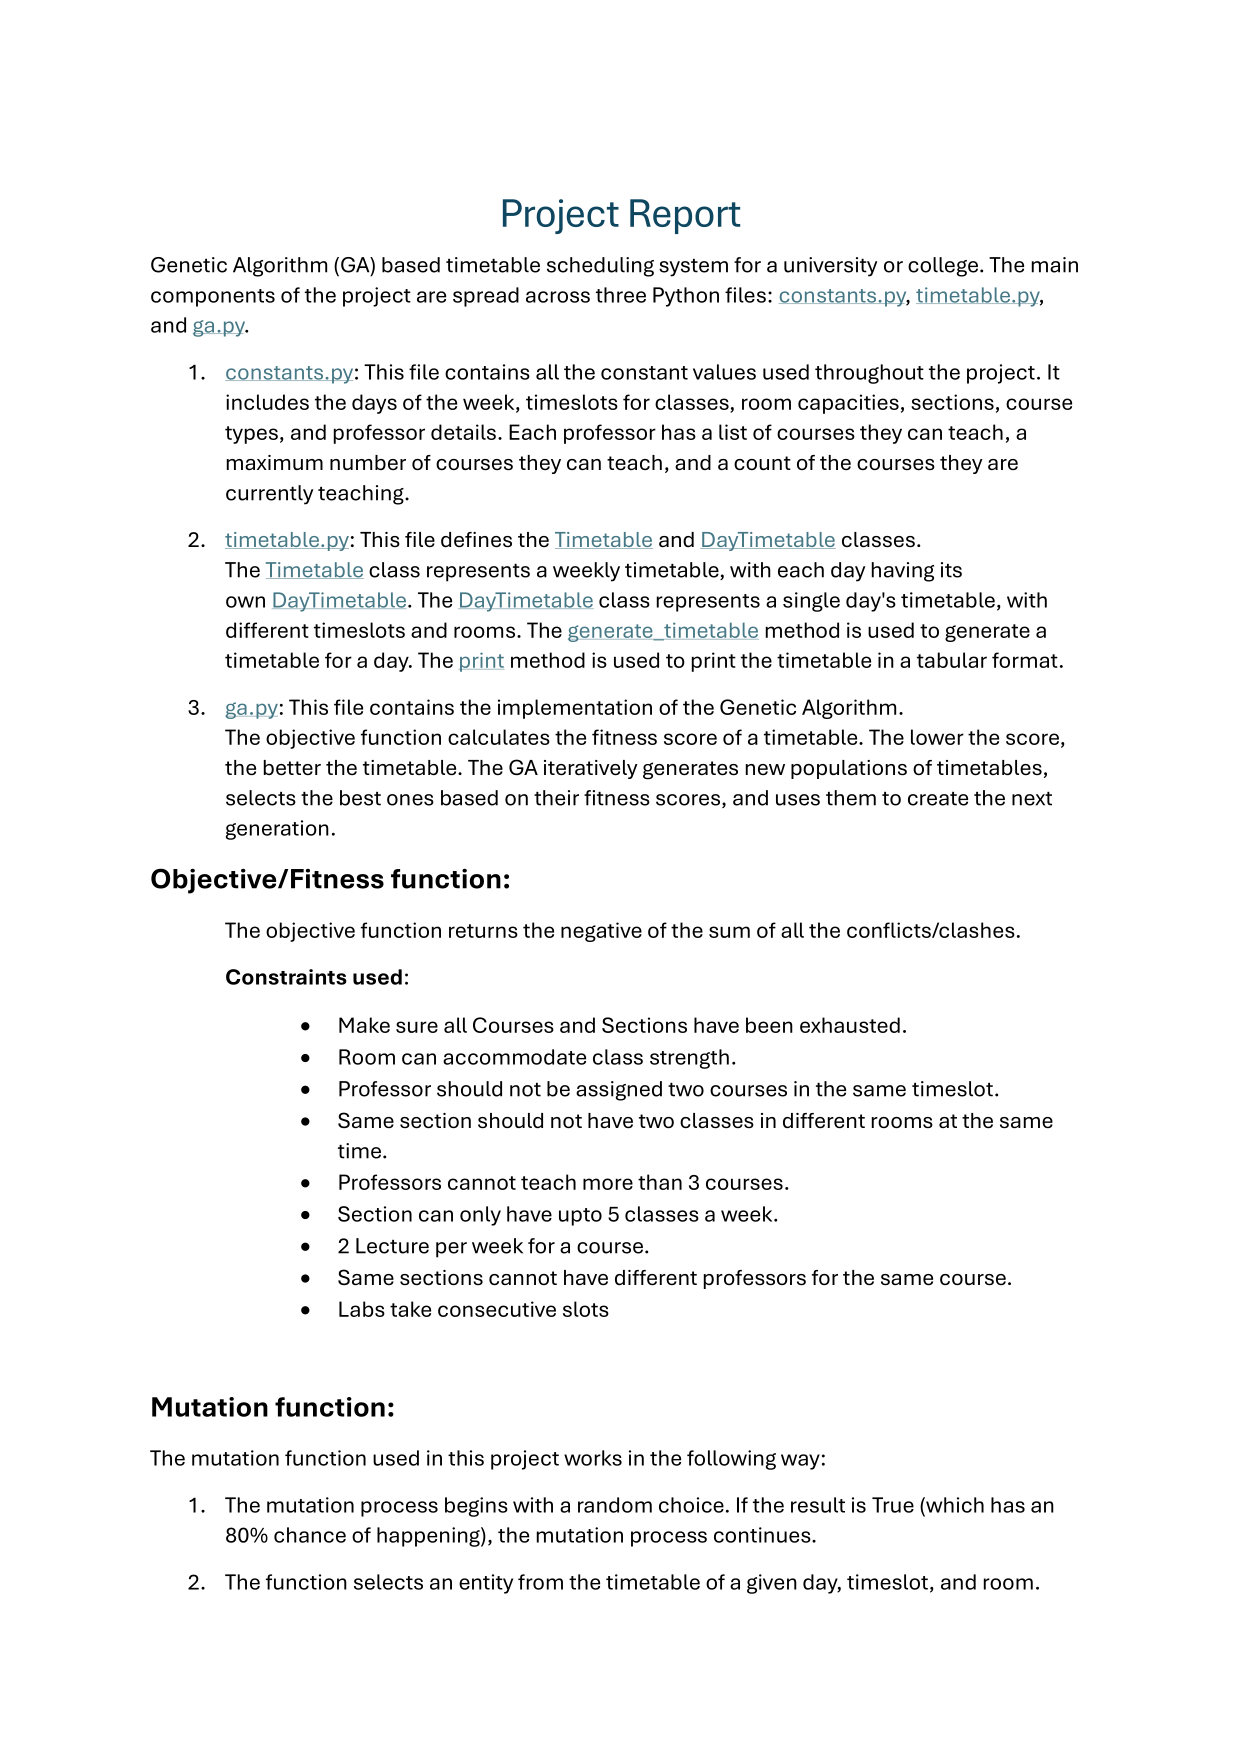 Project Report
Genetic Algorithm (GA) based timetable scheduling system for a university or college. The main
components of the project are spread across three Python files: constants.py, timetable.py,
and ga.py.
1. constants.py: This file contains all the constant values used throughout the project. It
includes the days of the week, timeslots for classes, room capacities, sections, course
types, and professor details. Each professor has a list of courses they can teach, a
maximum number of courses they can teach, and a count of the courses they are
currently teaching.
2. timetable.py: This file defines the Timetable and DayTimetable classes.
The Timetable class represents a weekly timetable, with each day having its
own DayTimetable. The DayTimetable class represents a single day's timetable, with
different timeslots and rooms. The generate_timetable method is used to generate a
timetable for a day. The print method is used to print the timetable in a tabular format.
3. ga.py: This file contains the implementation of the Genetic Algorithm.
The objective function calculates the fitness score of a timetable. The lower the score,
the better the timetable. The GA iteratively generates new populations of timetables,
selects the best ones based on their fitness scores, and uses them to create the next
generation.
Objective/Fitness function:
The objective function returns the negative of the sum of all the conflicts/clashes.
Constraints used:
• Make sure all Courses and Sections have been exhausted.
• Room can accommodate class strength.
• Professor should not be assigned two courses in the same timeslot.
• Same section should not have two classes in different rooms at the same
time.
• Professors cannot teach more than 3 courses.
• Section can only have upto 5 classes a week.
• 2 Lecture per week for a course.
• Same sections cannot have different professors for the same course.
• Labs take consecutive slots
Mutation function:
The mutation function used in this project works in the following way:
1. The mutation process begins with a random choice. If the result is True (which has an
80% chance of happening), the mutation process continues.
2. The function selects an entity from the timetable of a given day, timeslot, and room.